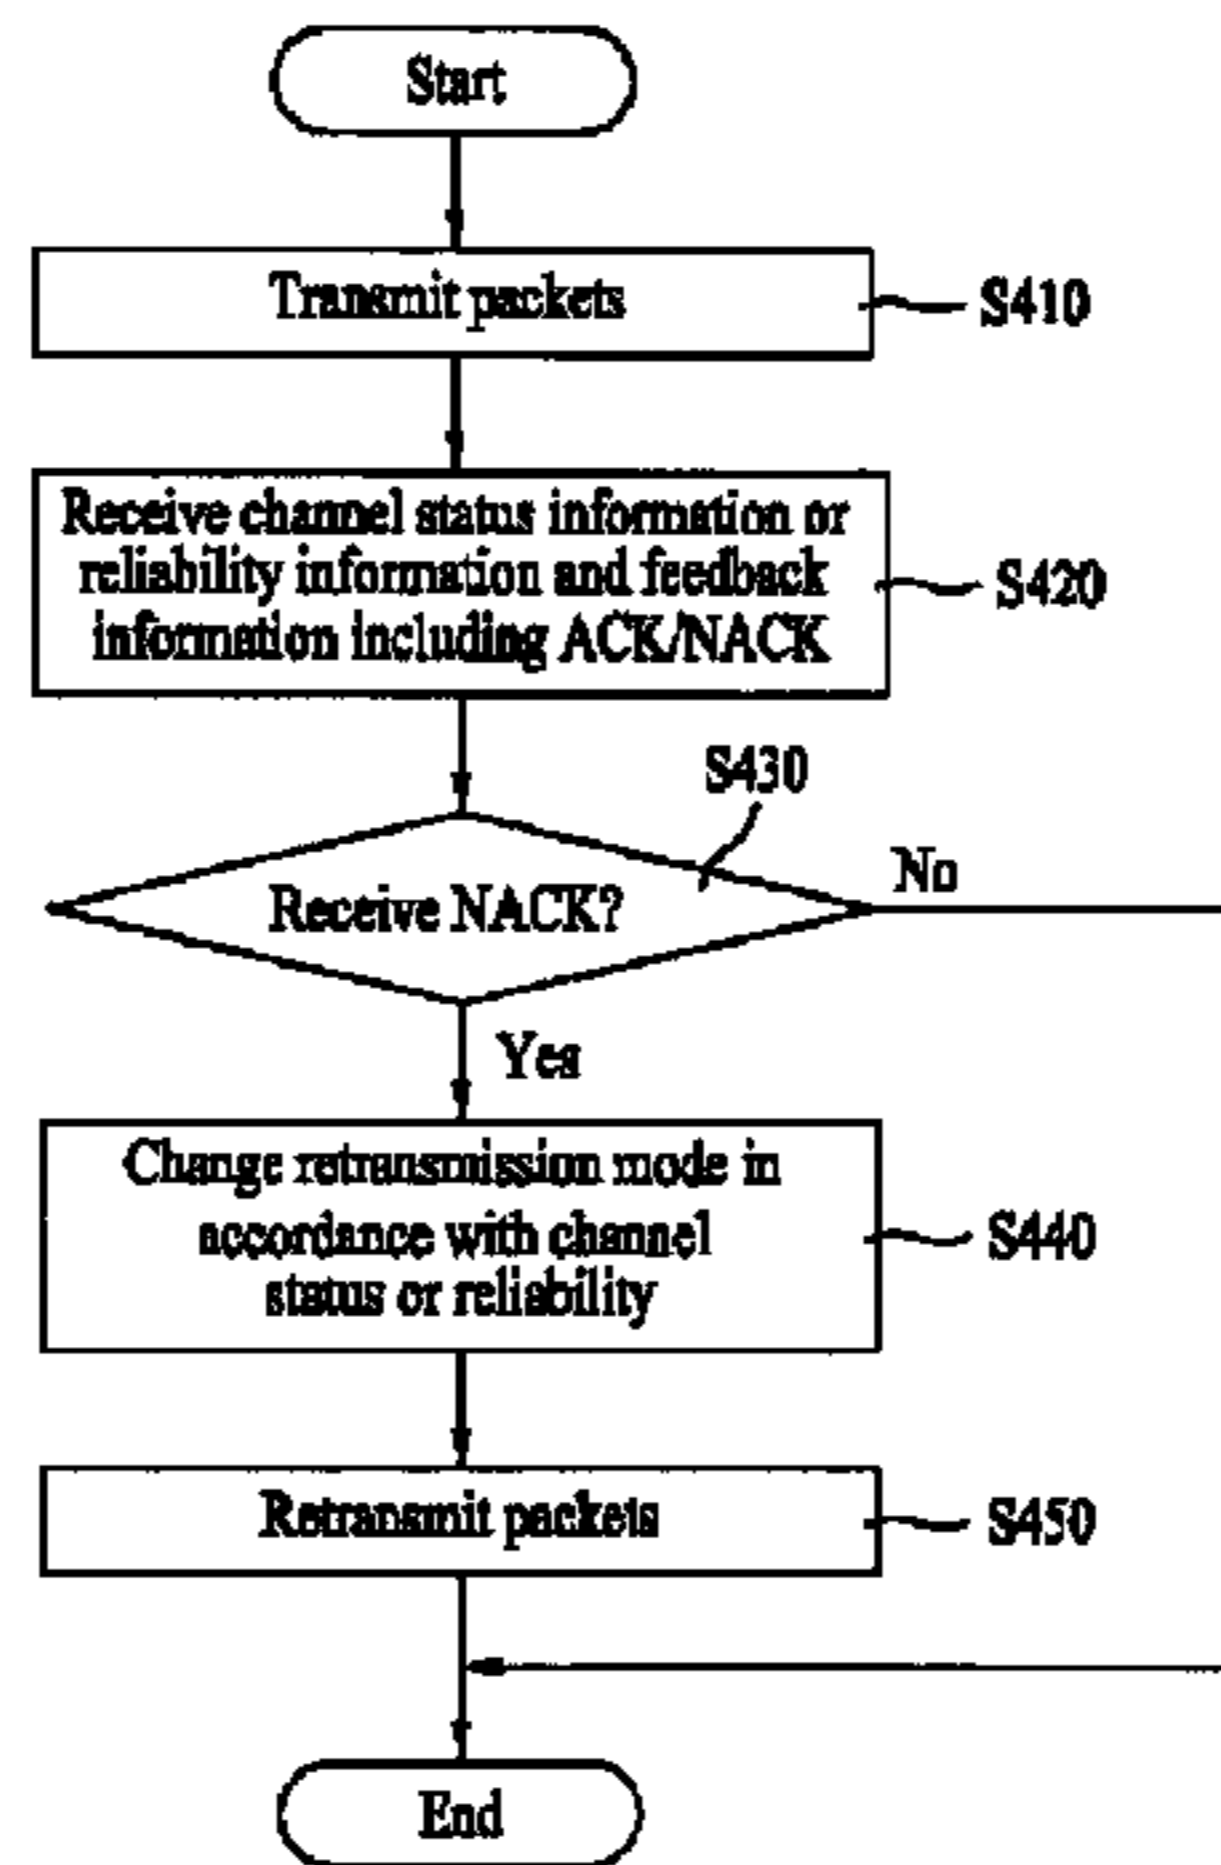 Start
Transmit packets
S410
Receive channel status information or
reliability information and feedback
information including ACK/NACK
S420
S430
Receive NACK?
No
Yes
Change retransmission mode in
accordance with channel
status or reliability
S440
Retransmit packets
S450
End